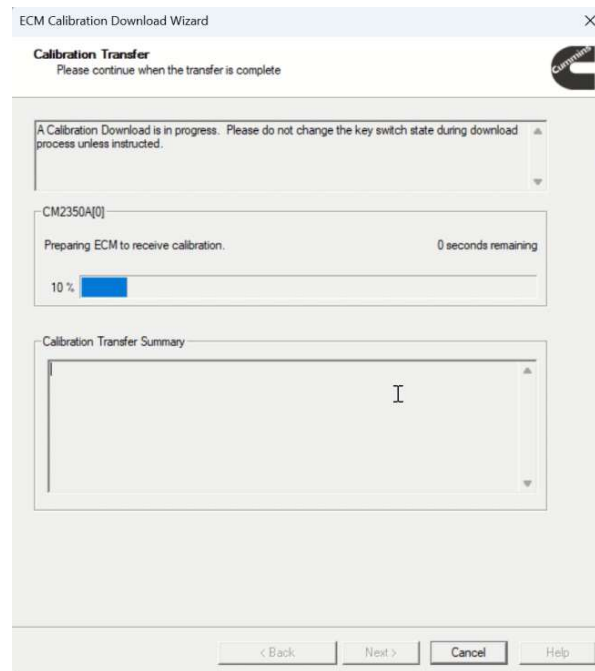 ECM Calibration Download Wizard
Calibration Transfer
Please continue when the transfer is complete
Cummins
A Calibration Download is in progress. Please do not change the key switch state during download
process unless instructed.
CM2350A[0]
Preparing ECM to receive calibration. 0 seconds remaining
10 %
Calibration Transfer Summary
< Back Next > Cancel Help